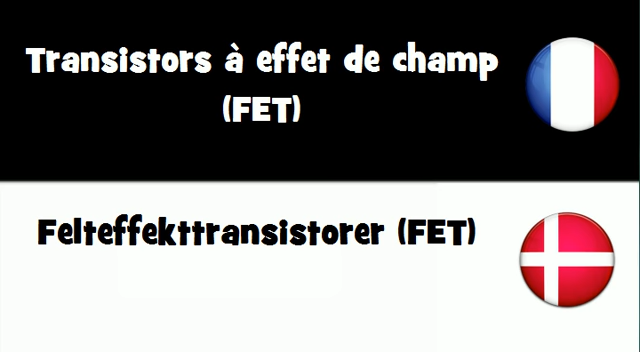 Transistors à effet de champ
(FET)
Felteffekttransistorer (FET)